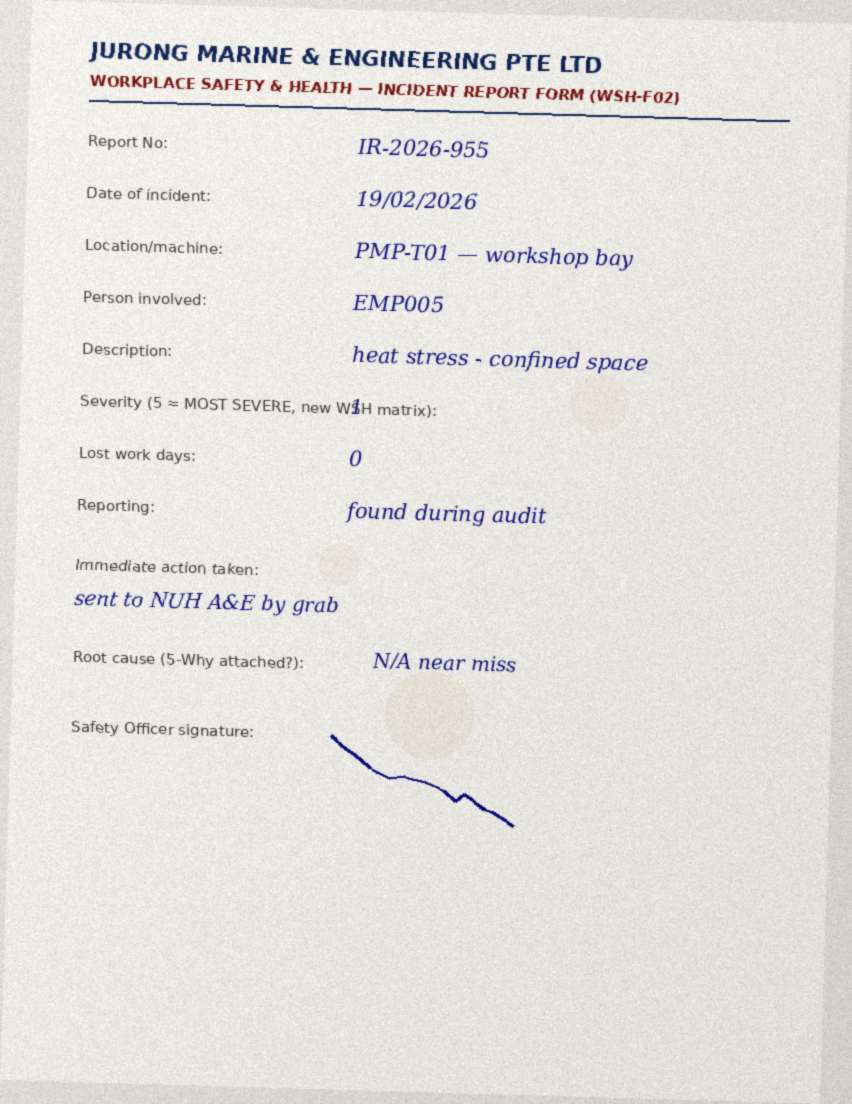 JURONG MARINE & ENGINEERING PTE LTD
WORKPLACE SAFETY & HEALTH — INCIDENT REPORT FORM (WSH-F02)
Report No: IR-2026-955
Date of incident: 19/02/2026
Location/machine: PMP-T01 — workshop bay
Person involved: EMP005
Description: heat stress - confined space
Severity (5 = MOST SEVERE, new WSH matrix): 1
Lost work days: 0
Reporting: found during audit
Immediate action taken:
sent to NUH A&E by grab
Root cause (5-Why attached?): N/A near miss
Safety Officer signature: